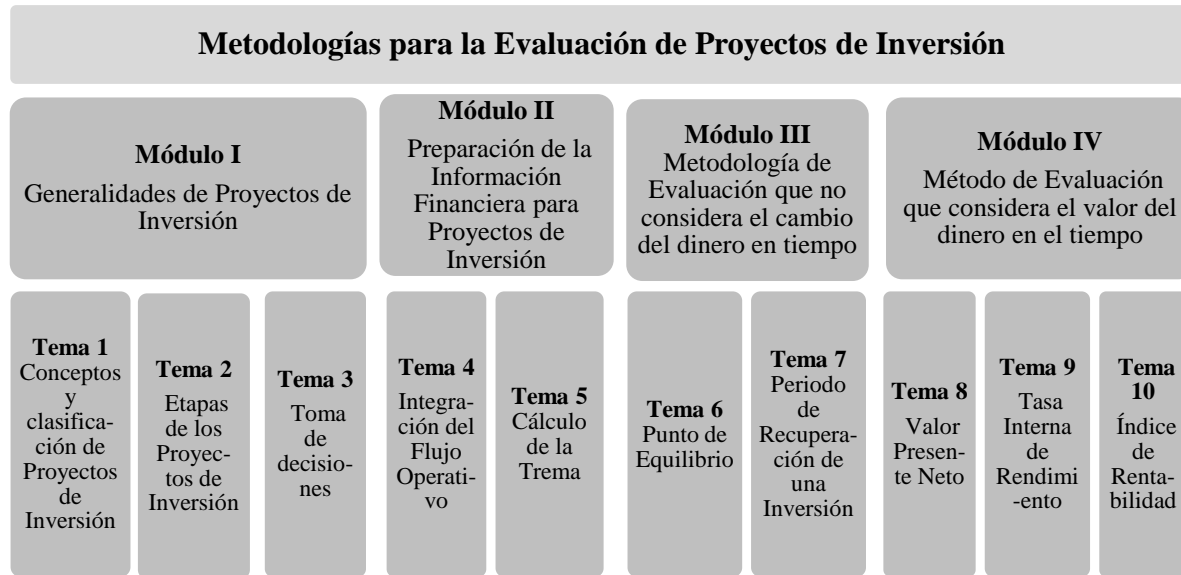 Metodologías para la Evaluación de Proyectos de Inversión
Módulo I
Generalidades de Proyectos de
Inversión
Módulo II
Preparación de la
Información
Financiera para
Proyectos de
Inversión
Módulo III
Metodología de
Evaluación que no
considera el cambio
del dinero en tiempo
Módulo IV
Método de Evaluación
que considera el valor del
dinero en el tiempo
Tema 1
Conceptos
y
clasifica-
ción de
Proyectos
de
Inversión
Tema 2
Etapas
de los
Proyec-
tos de
Inversión
Tema 3
Toma
de
decisio-
nes
Tema 4
Integra-
ción del
Flujo
Operati-
vo
Tema 5
Cálculo
de la
Trema
Tema 6
Punto de
Equilibrio
Tema 7
Periodo
de
Recupera-
ción de
una
Inversión
Tema 8
Valor
Presen-
te Neto
Tema 9
Tasa
Interna
de
Rendimi
-ento
Tema
10
Índice
de
Renta-
bilidad